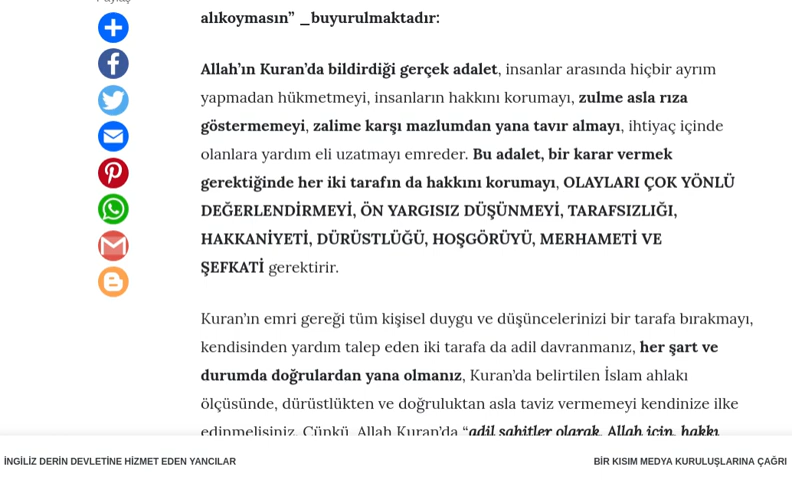 alıkoymasın” _buyurulmaktadır:
Allah’ın Kuran’da bildirdiği gerçek adalet, insanlar arasında hiçbir ayrım
yapmadan hükmetmeyi, insanların hakkını korumayı, zulme asla rıza
göstermemeyi, zalime karşı mazlumdan yana tavır almayı, ihtiyaç içinde
olanlara yardım eli uzatmayı emreder. Bu adalet, bir karar vermek
gerektiğinde her iki tarafın da hakkını korumayı, OLAYLARI ÇOK YÖNLÜ
DEĞERLENDİRMEYİ, ÖN YARGISIZ DÜŞÜNMEYİ, TARAFSIZLIĞI,
HAKKANİYETİ, DÜRÜSTLÜĞÜ, HOŞGÖRÜYÜ, MERHAMETİ VE
ŞEFKATİ gerektirir.
Kuran’ın emri gereği tüm kişisel duygu ve düşüncelerinizi bir tarafa bırakmayı,
kendisinden yardım talep eden iki tarafa da adil davranmanız, her şart ve
durumda doğrulardan yana olmanız, Kuran’da belirtilen İslam ahlakı
ölçüsünde, dürüstlükten ve doğruluktan asla taviz vermemeyi kendinize ilke
edinmelisiniz. Çünkü, Allah Kuran’da “adil şahitler olarak, Allah için, hakkı
İNGİLİZ DERİN DEVLETİNE HİZMET EDEN YANCILAR
BİR KISIM MEDYA KURULUŞLARINA ÇAĞRI